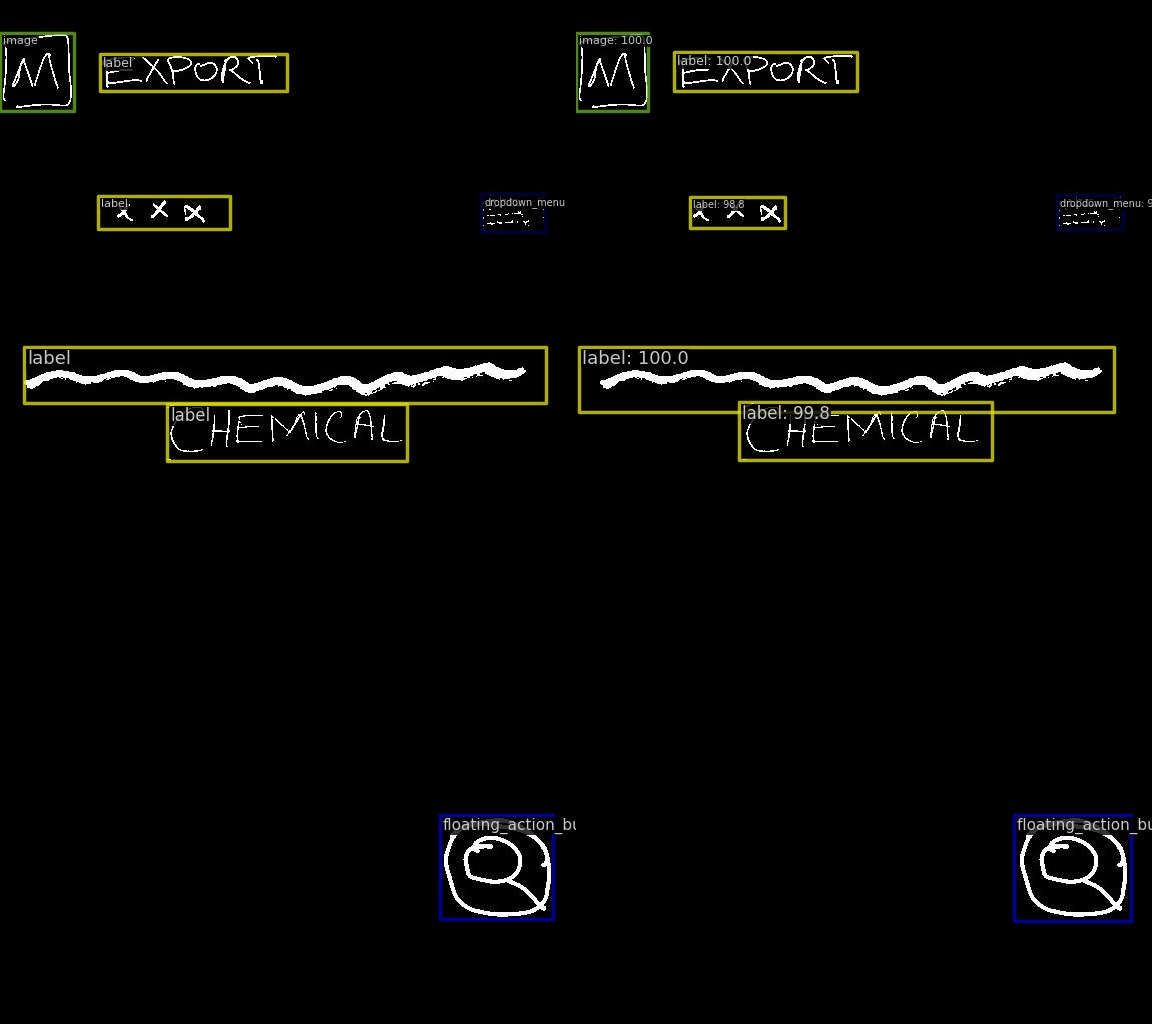 image image: 100.0
M M
label label: 100.0
EXPORT EXPORT
label label: 98.8
x x x x x x
dropdown_menu dropdown_menu: 9
label label: 100.0
label label: 99.8
CHEMICAL CHEMICAL
floating_action_bu floating_action_bu